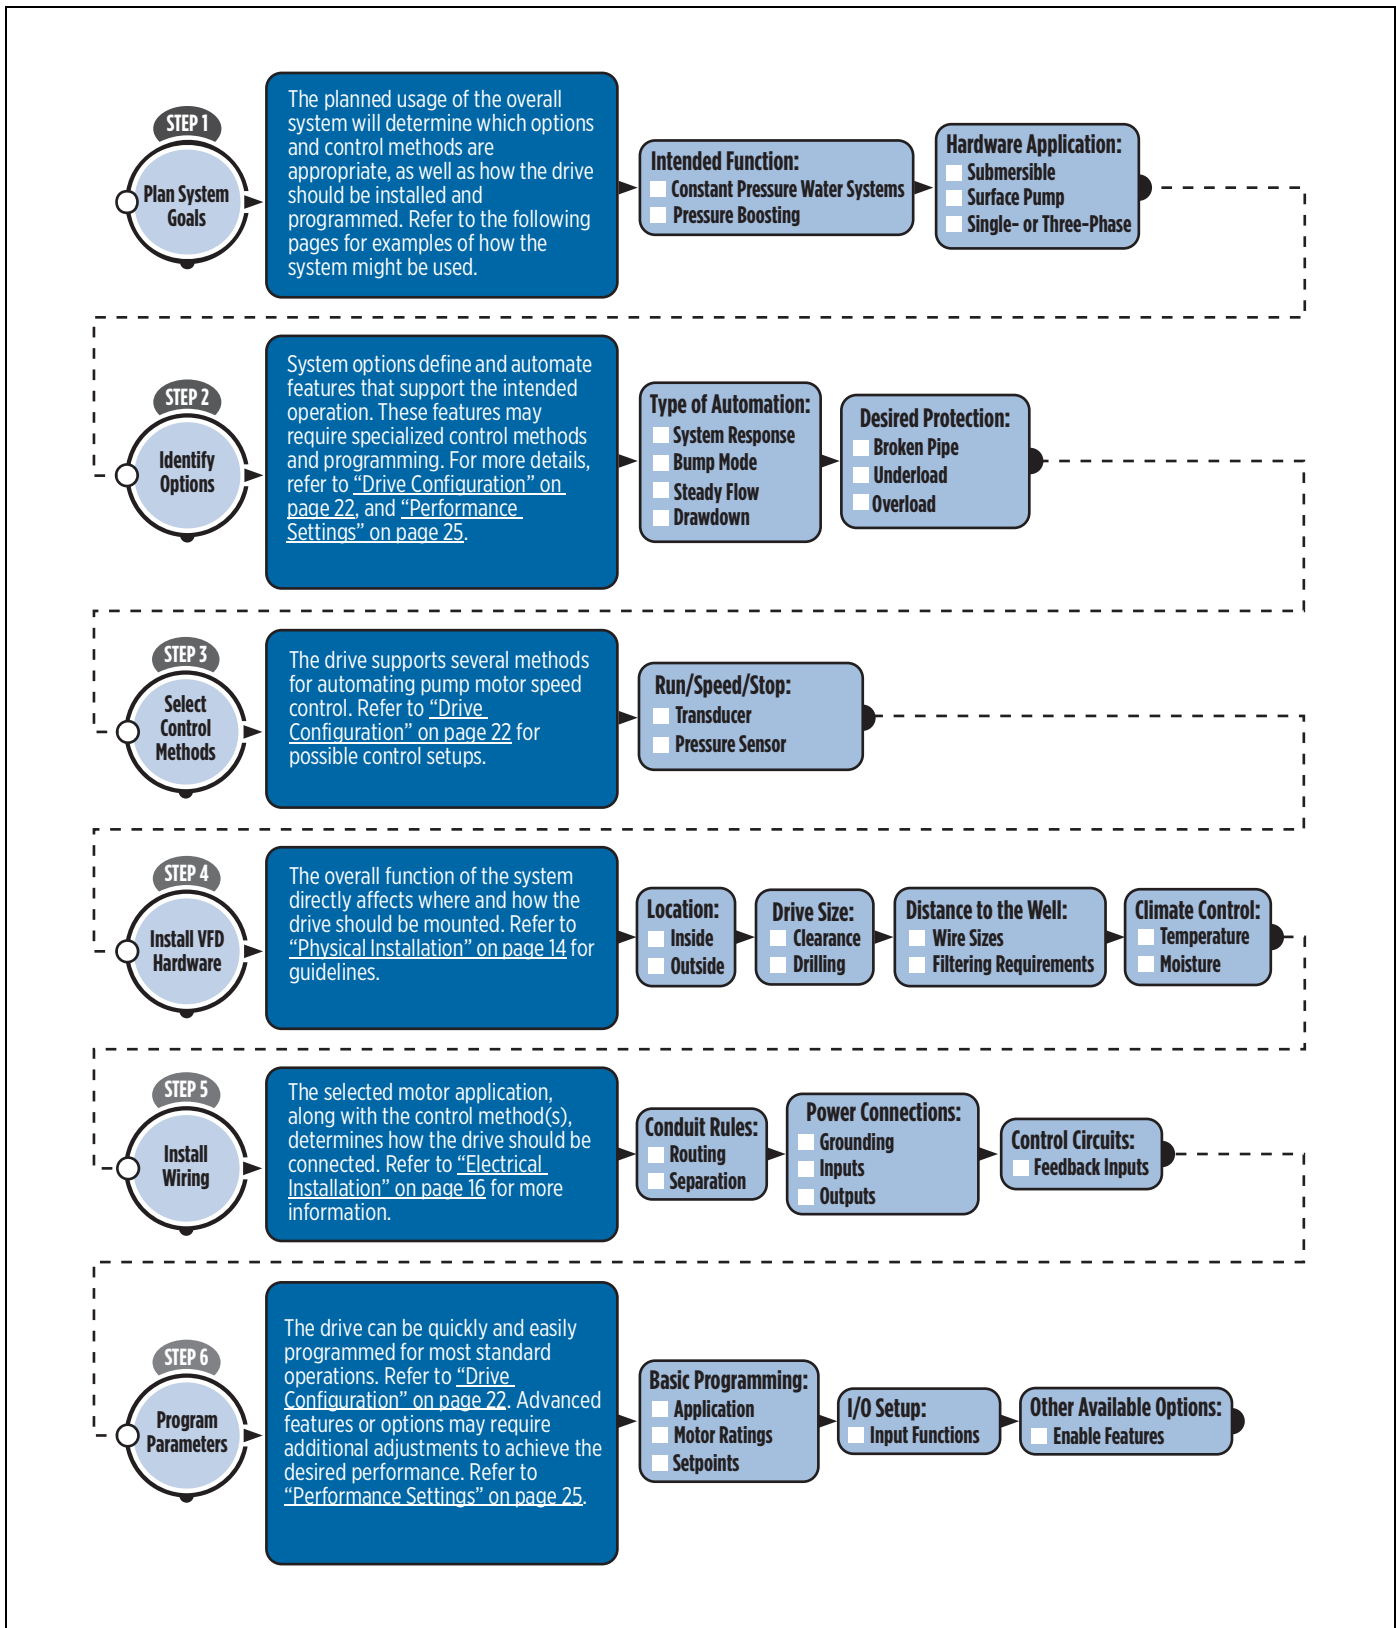 STEP 1
Plan System
Goals
The planned usage of the overall
system will determine which options
and control methods are
appropriate, as well as how the drive
should be installed and
programmed. Refer to the following
pages for examples of how the
system might be used.
Intended Function:
Constant Pressure Water Systems
Pressure Boosting
Hardware Application:
Submersible
Surface Pump
Single- or Three-Phase
STEP 2
Identify
Options
System options define and automate
features that support the intended
operation. These features may
require specialized control methods
and programming. For more details,
refer to “Drive Configuration” on
page 22, and “Performance
Settings” on page 25.
Type of Automation:
System Response
Bump Mode
Steady Flow
Drawdown
Desired Protection:
Broken Pipe
Underload
Overload
STEP 3
Select
Control
Methods
The drive supports several methods
for automating pump motor speed
control. Refer to “Drive
Configuration” on page 22 for
possible control setups.
Run/Speed/Stop:
Transducer
Pressure Sensor
STEP 4
Install VFD
Hardware
The overall function of the system
directly affects where and how the
drive should be mounted. Refer to
“Physical Installation” on page 14 for
guidelines.
Location:
Inside
Outside
Drive Size:
Clearance
Drilling
Distance to the Well:
Wire Sizes
Filtering Requirements
Climate Control:
Temperature
Moisture
STEP 5
Install
Wiring
The selected motor application,
along with the control method(s),
determines how the drive should be
connected. Refer to “Electrical
Installation” on page 16 for more
information.
Conduit Rules:
Routing
Separation
Power Connections:
Grounding
Inputs
Outputs
Control Circuits:
Feedback Inputs
STEP 6
Program
Parameters
The drive can be quickly and easily
programmed for most standard
operations. Refer to “Drive
Configuration” on page 22. Advanced
features or options may require
additional adjustments to achieve the
desired performance. Refer to
“Performance Settings” on page 25.
Basic Programming:
Application
Motor Ratings
Setpoints
I/O Setup:
Input Functions
Other Available Options:
Enable Features